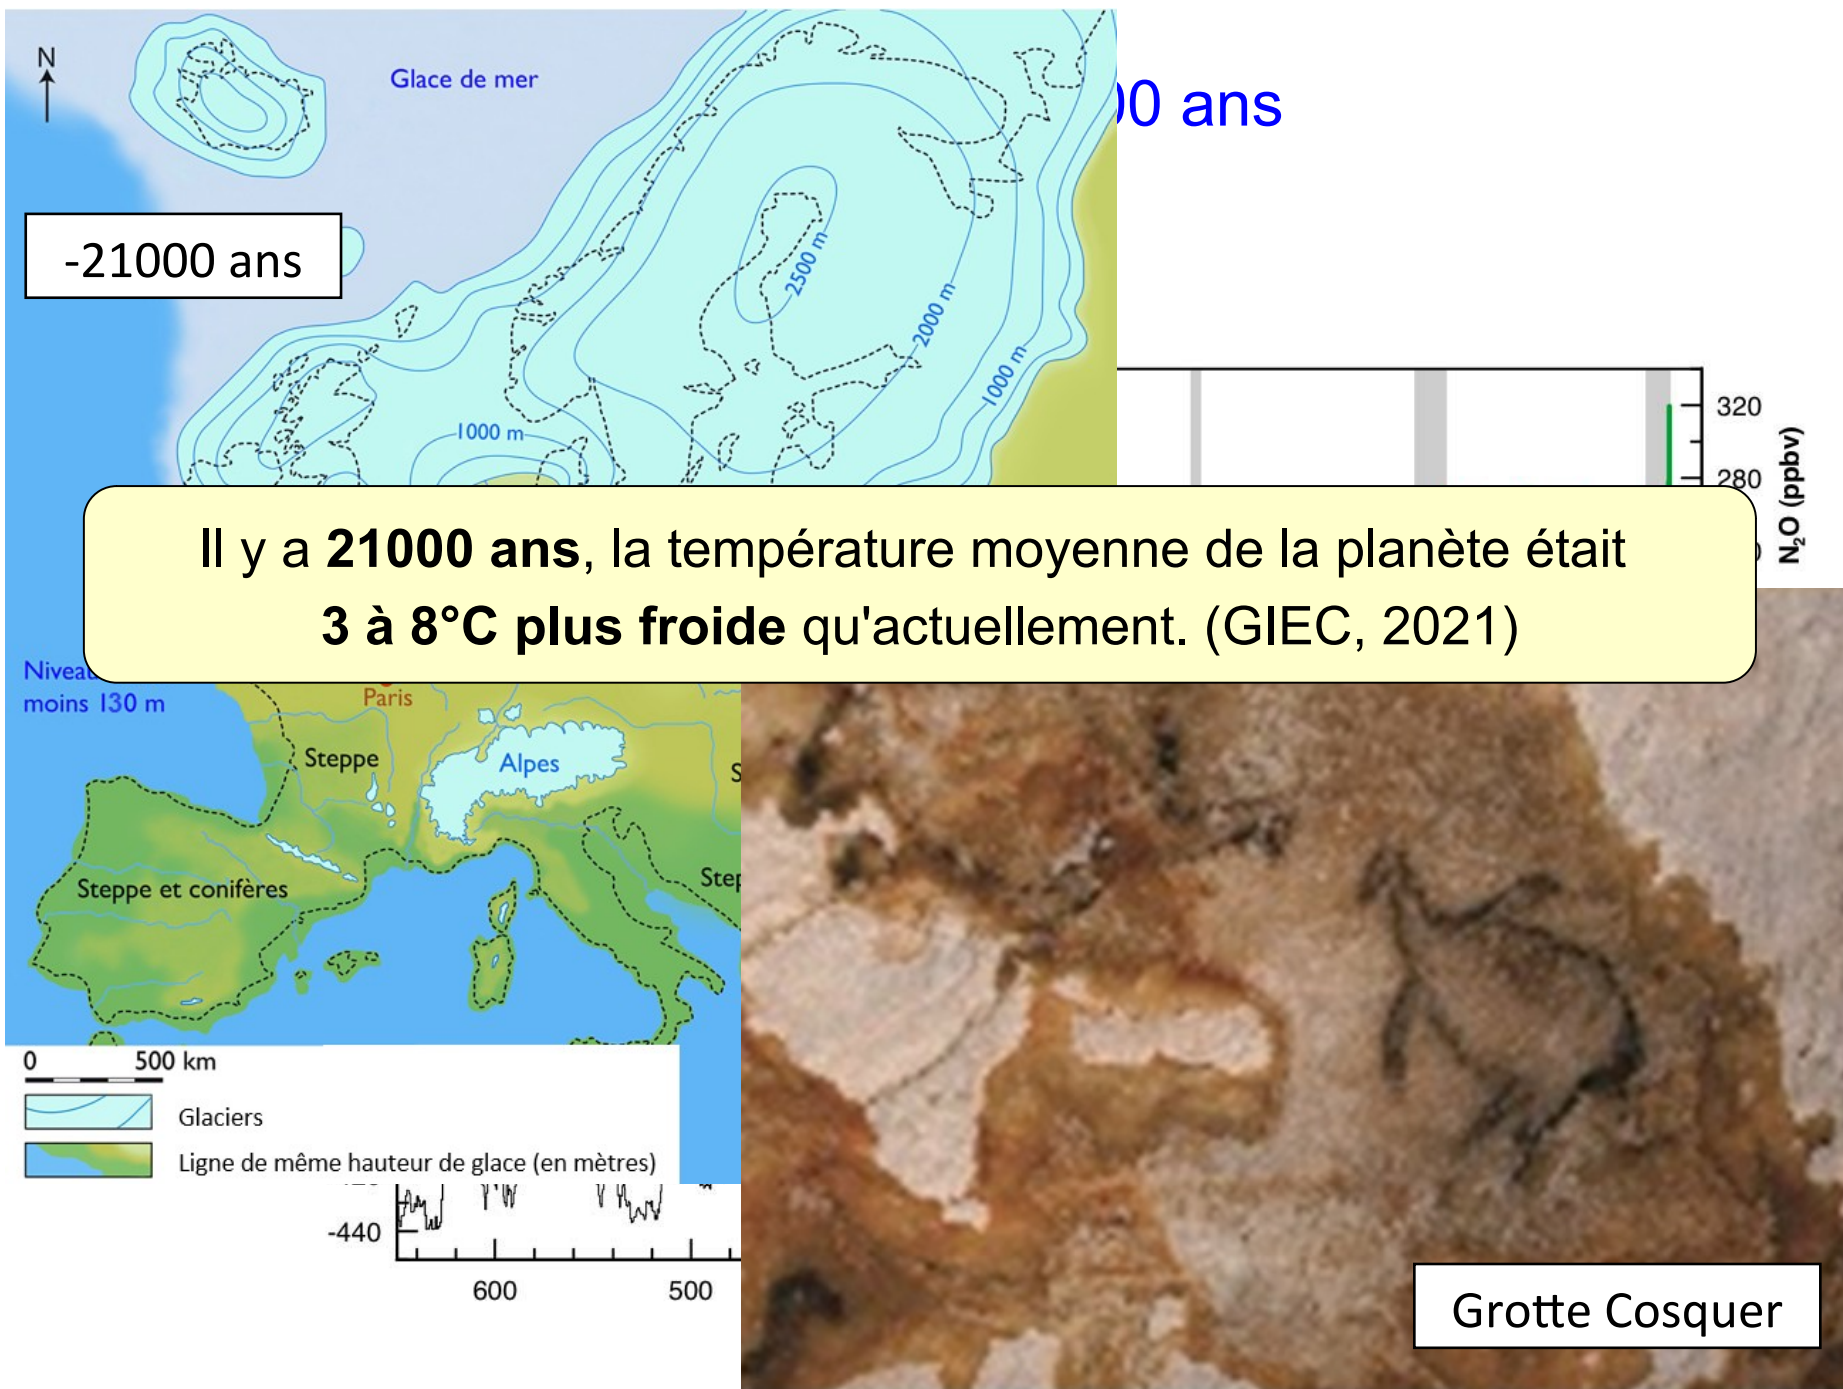 N
Glace de mer
00 ans
-21000 ans
2500 m
2000 m
1000 m
1000 m
320
280
N₂O (ppbv)
Il y a 21000 ans, la température moyenne de la planète était
3 à 8°C plus froide qu'actuellement. (GIEC, 2021)
moins 130 m
Paris
Steppe
Alpes
Steppe et conifères
0 500 km
Glaciers
Ligne de même hauteur de glace (en mètres)
-440
600 500
Grotte Cosquer